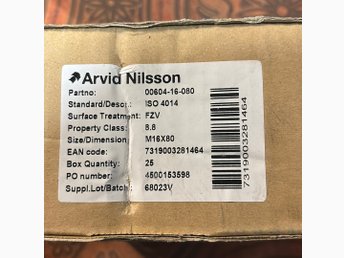 Arvid Nilsson
Partno: 00604-16-080
Standard/Descr.: ISO 4014
Surface Treatment: FZV
Property Class: 8.8
Size/Dimension: M16X80
EAN code: 7319003281464
Box Quantity: 25
PO number: 4500153598
Suppl.Lot/Batch: 68023V
7319003281464